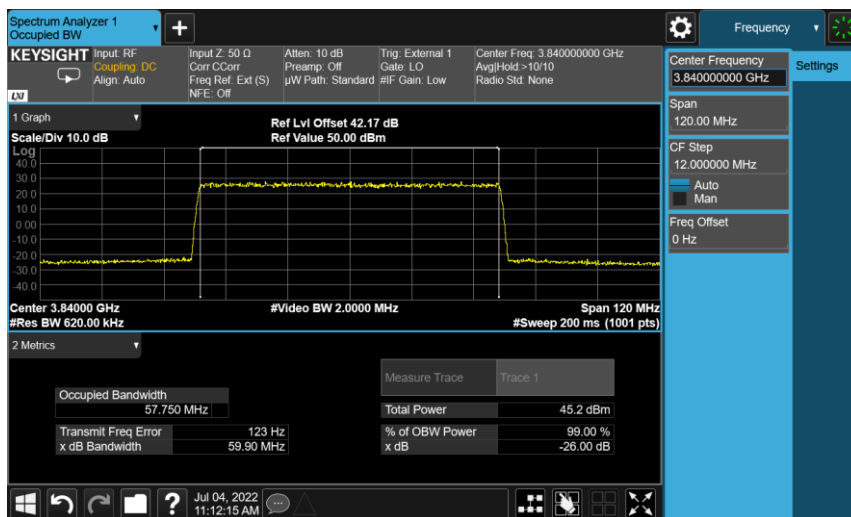 Spectrum Analyzer 1
Occupied BW
+
Frequency
KEYSIGHT
LXI
Input: RF
Coupling: DC
Align: Auto
Input Z: 50 Ω
Corr CCorr
Freq Ref: Ext (S)
NFE: Off
Atten: 10 dB
Preamp: Off
µW Path: Standard
Trig: External 1
Gate: LO
#IF Gain: Low
Center Freq: 3.840000000 GHz
Avg|Hold:>10/10
Radio Std: None
Center Frequency
3.840000000 GHz
Settings
Span
120.00 MHz
CF Step
12.000000 MHz
Auto
Man
Freq Offset
0 Hz
1 Graph
Scale/Div 10.0 dB
Ref Lvl Offset 42.17 dB
Ref Value 50.00 dBm
Log
40.0
30.0
20.0
10.0
0.00
-10.0
-20.0
-30.0
-40.0
Center 3.84000 GHz
#Res BW 620.00 kHz
#Video BW 2.0000 MHz
Span 120 MHz
#Sweep 200 ms (1001 pts)
2 Metrics
Measure Trace Trace 1
Occupied Bandwidth
57.750 MHz
Total Power 45.2 dBm
Transmit Freq Error 123 Hz
% of OBW Power 99.00 %
x dB Bandwidth 59.90 MHz
x dB -26.00 dB
?
Jul 04, 2022
11:12:15 AM